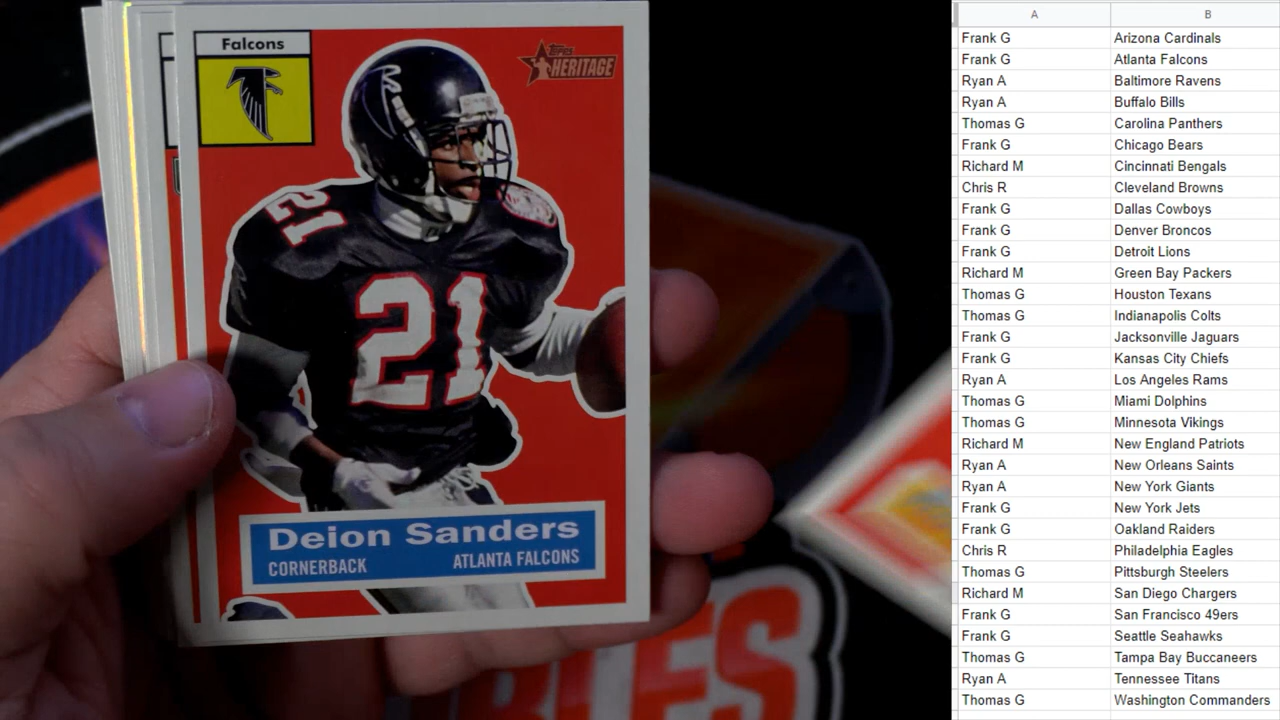 Falcons
TOPPS
HERITAGE
21
21
Deion Sanders
CORNERBACK ATLANTA FALCONS
BLES
A B
Frank G Arizona Cardinals
Frank G Atlanta Falcons
Ryan A Baltimore Ravens
Ryan A Buffalo Bills
Thomas G Carolina Panthers
Frank G Chicago Bears
Richard M Cincinnati Bengals
Chris R Cleveland Browns
Frank G Dallas Cowboys
Frank G Denver Broncos
Frank G Detroit Lions
Richard M Green Bay Packers
Thomas G Houston Texans
Thomas G Indianapolis Colts
Frank G Jacksonville Jaguars
Frank G Kansas City Chiefs
Ryan A Los Angeles Rams
Thomas G Miami Dolphins
Thomas G Minnesota Vikings
Richard M New England Patriots
Ryan A New Orleans Saints
Ryan A New York Giants
Frank G New York Jets
Frank G Oakland Raiders
Chris R Philadelphia Eagles
Thomas G Pittsburgh Steelers
Richard M San Diego Chargers
Frank G San Francisco 49ers
Frank G Seattle Seahawks
Thomas G Tampa Bay Buccaneers
Ryan A Tennessee Titans
Thomas G Washington Commanders